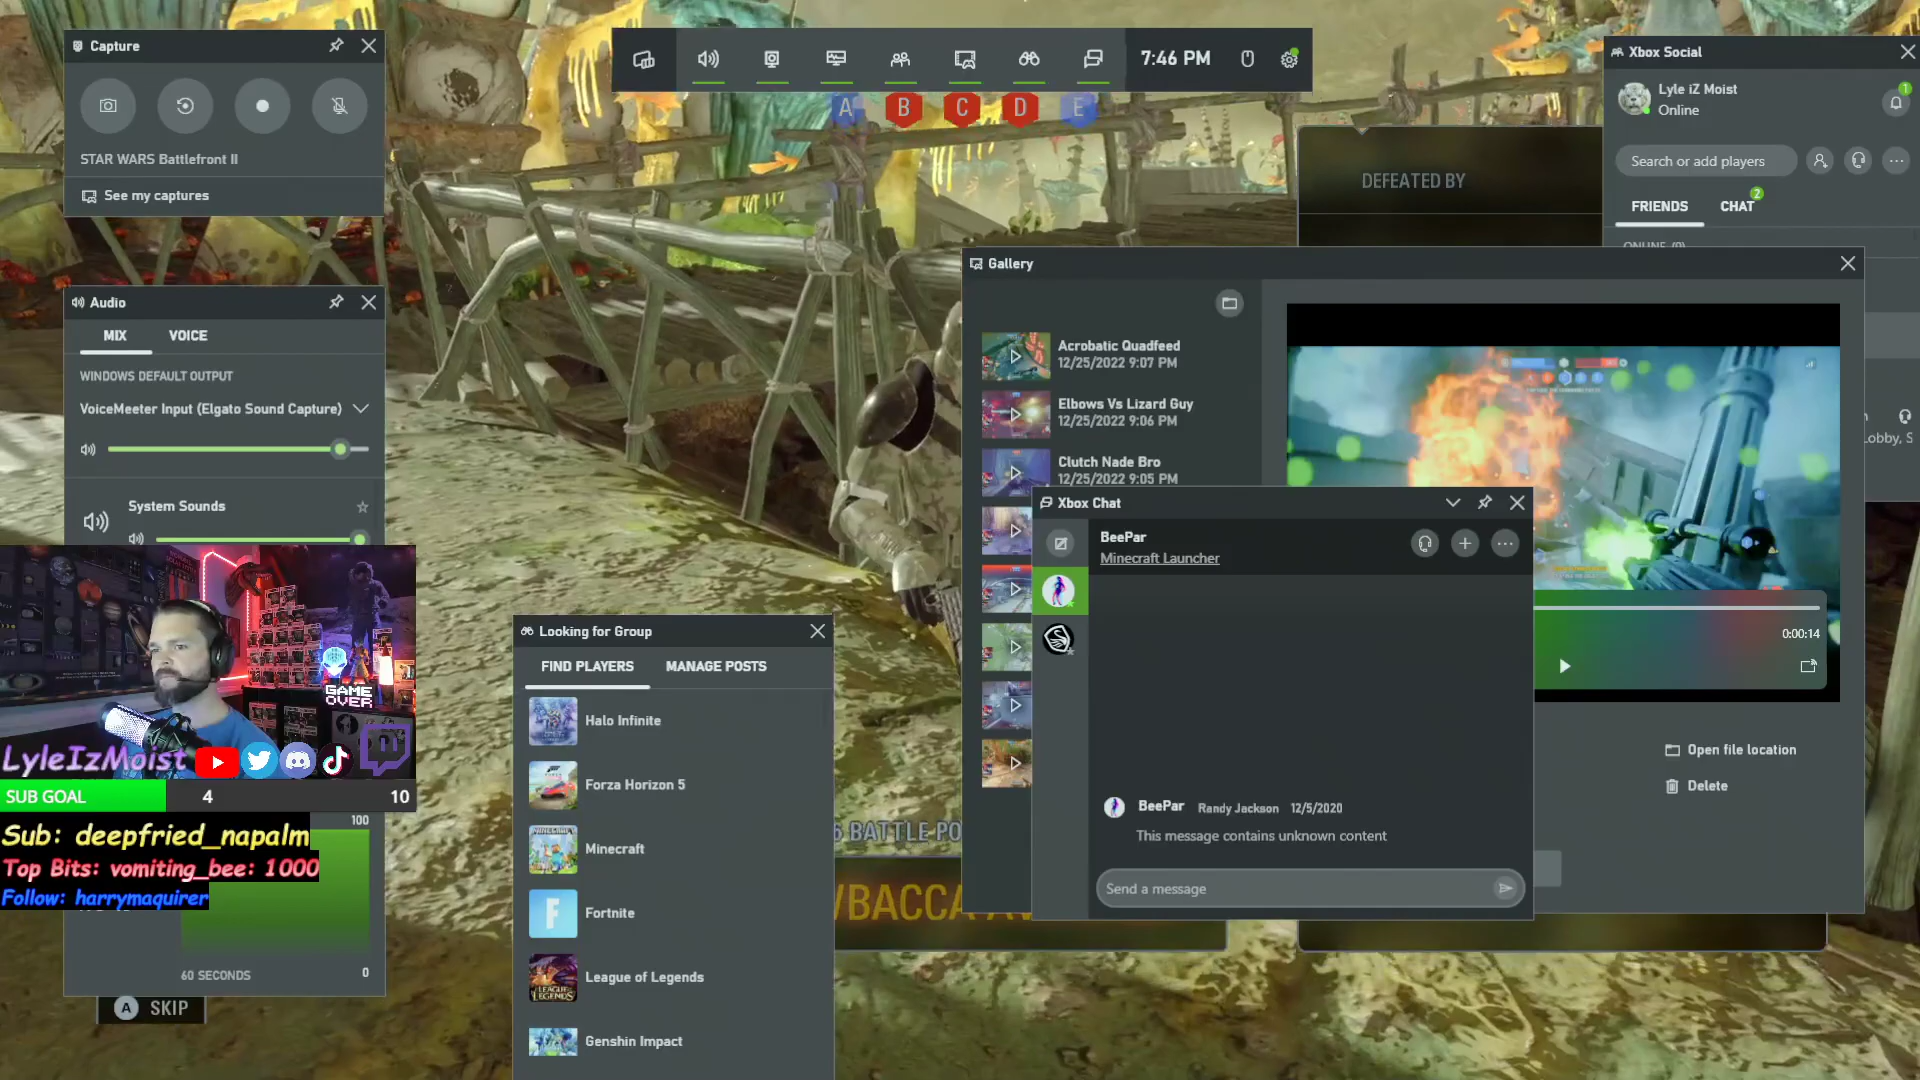 Capture
STAR WARS Battlefront II
See my captures
7:46 PM
A B C D E
Xbox Social
Lyle iZ Moist
Online
1
Search or add players
FRIENDS
CHAT
2
DEFEATED BY
Audio
MIX
VOICE
WINDOWS DEFAULT OUTPUT
VoiceMeeter Input (Elgato Sound Capture)
System Sounds
Gallery
Acrobatic Quadfeed
12/25/2022 9:07 PM
Elbows Vs Lizard Guy
12/25/2022 9:06 PM
Clutch Nade Bro
12/25/2022 9:05 PM
Lobby, S
0:00:14
Open file location
Delete
Xbox Chat
BeePar
Minecraft Launcher
BeePar Randy Jackson 12/5/2020
This message contains unknown content
Send a message
Looking for Group
FIND PLAYERS
MANAGE POSTS
Halo Infinite
Forza Horizon 5
Minecraft
Fortnite
League of Legends
Genshin Impact
GAME OVER
LyleIzMoist
SUB GOAL 4 10
Sub: deepfried_napalm
Top Bits: vomiting_bee: 1000
Follow: harrymaquirer
100
60 SECONDS
0
A SKIP
BATTLE PO